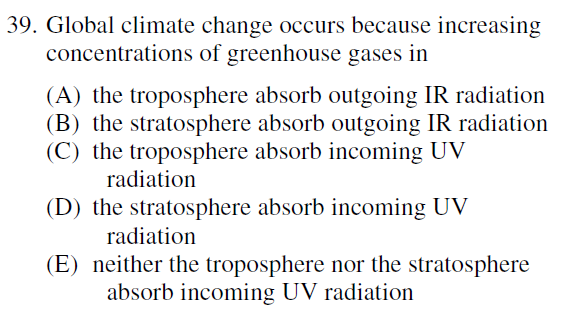 39. Global climate change occurs because increasing
concentrations of greenhouse gases in
(A) the troposphere absorb outgoing IR radiation
(B) the stratosphere absorb outgoing IR radiation
(C) the troposphere absorb incoming UV
radiation
(D) the stratosphere absorb incoming UV
radiation
(E) neither the troposphere nor the stratosphere
absorb incoming UV radiation